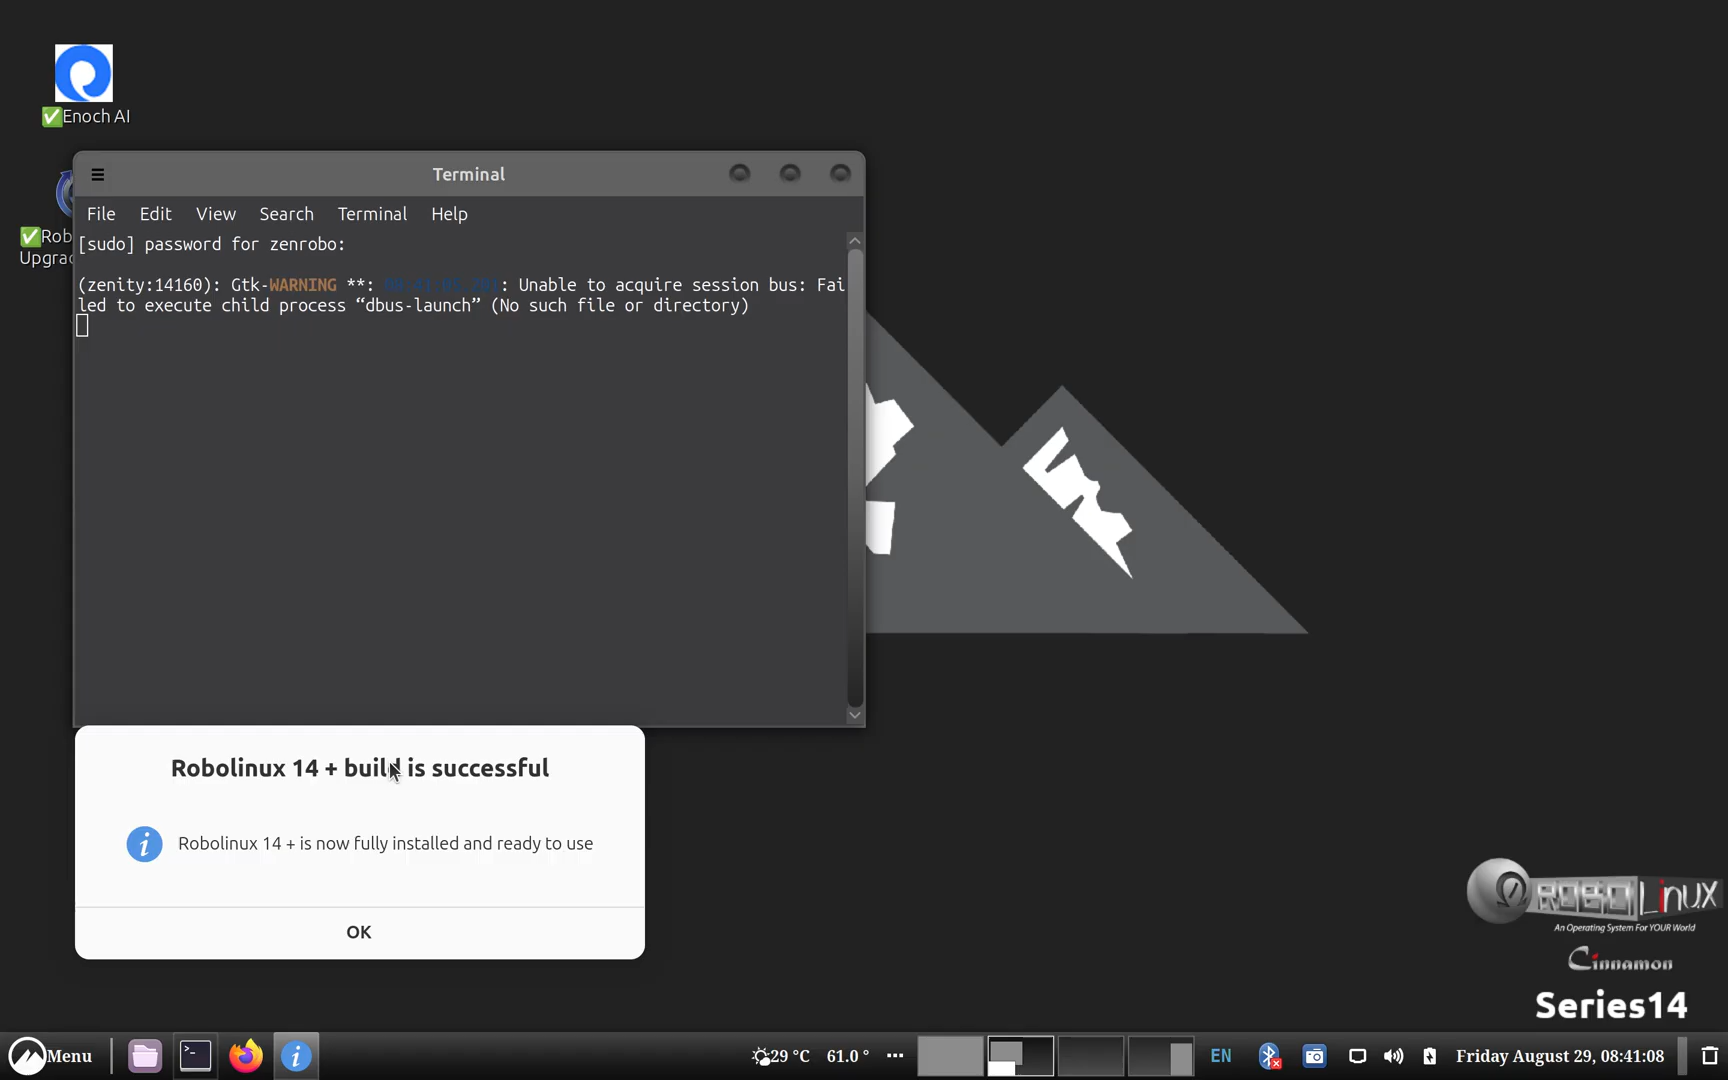 ✅Enoch AI
✅Rob
Upgra
Terminal
File Edit View Search Terminal Help
[sudo] password for zenrobo:
(zenity:14160): Gtk-WARNING **: : Unable to acquire session bus: Fai
led to execute child process “dbus-launch” (No such file or directory)
Robolinux 14 + build is successful
i
Robolinux 14 + is now fully installed and ready to use
OK
ROBOLiNUX
An Operating System For YOUR World
Cinnamon
Series14
Menu
>_
i
29 °C 61.0 °
EN
Friday August 29, 08:41:08